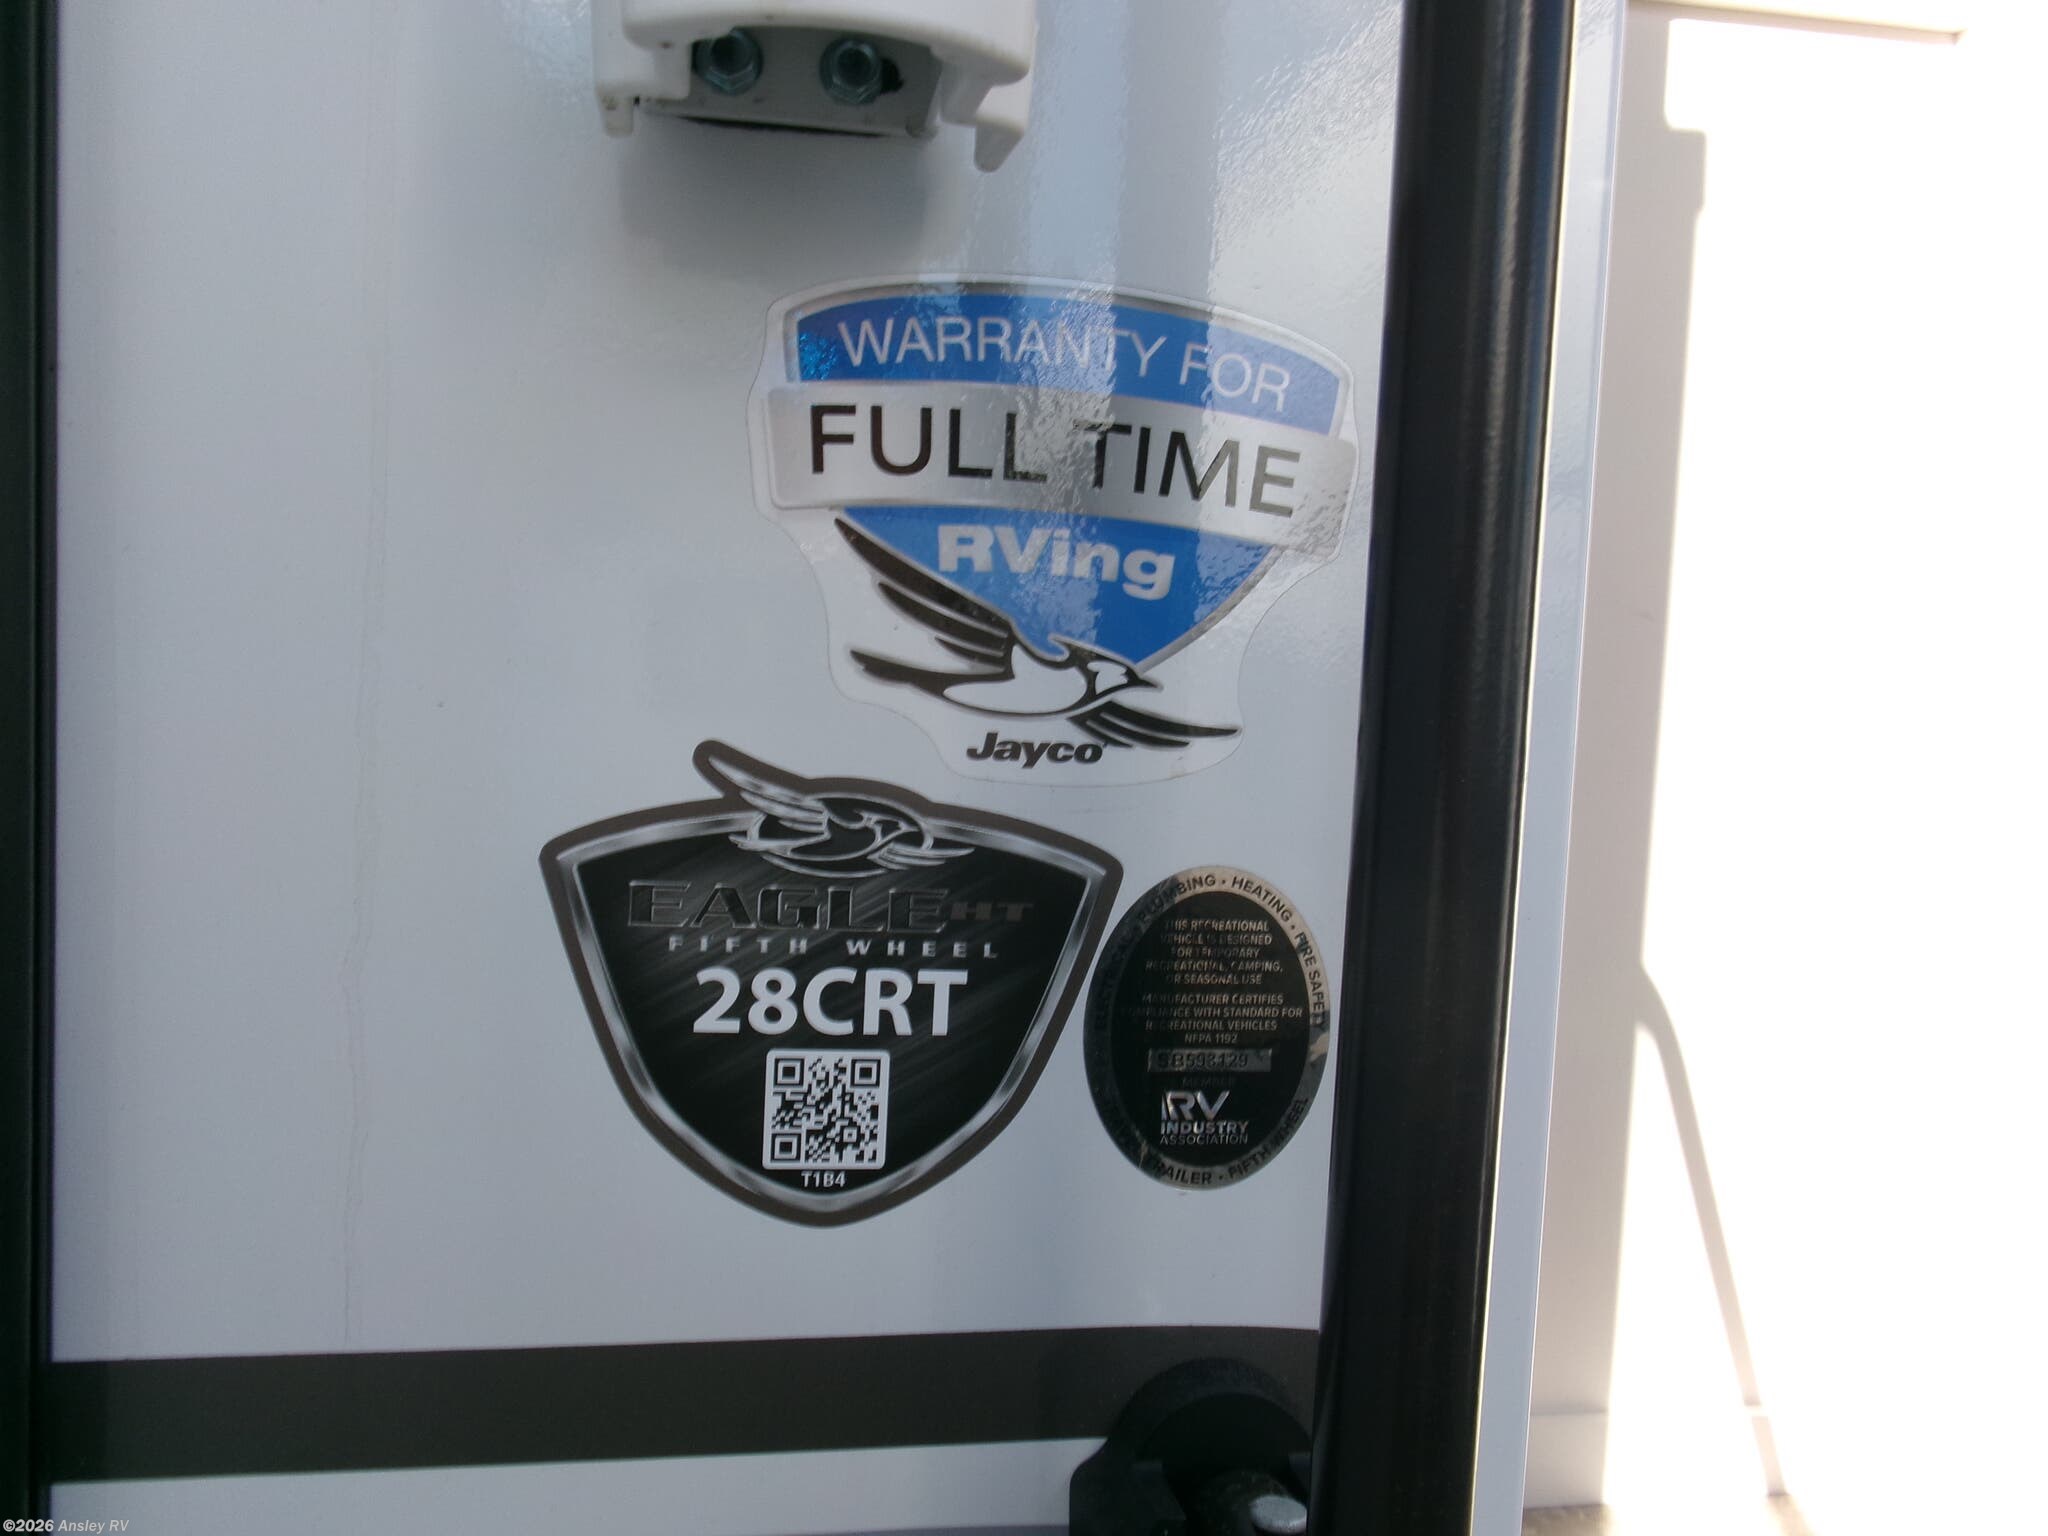 WARRANTY FOR
FULL TIME
RVing
Jayco
EAGLE HT
FIFTH WHEEL
28CRT
T1B4
PLUMBING · HEATING · FIRE SAFETY
THIS RECREATIONAL
VEHICLE IS DESIGNED
FOR TEMPORARY
RECREATIONAL, CAMPING,
OR SEASONAL USE
MANUFACTURER CERTIFIES
COMPLIANCE WITH STANDARD FOR
RECREATIONAL VEHICLES
NFPA 1192
MEMBER
RV
INDUSTRY
ASSOCIATION
TRAILER · FIFTH WHEEL
©2026 Ansley RV